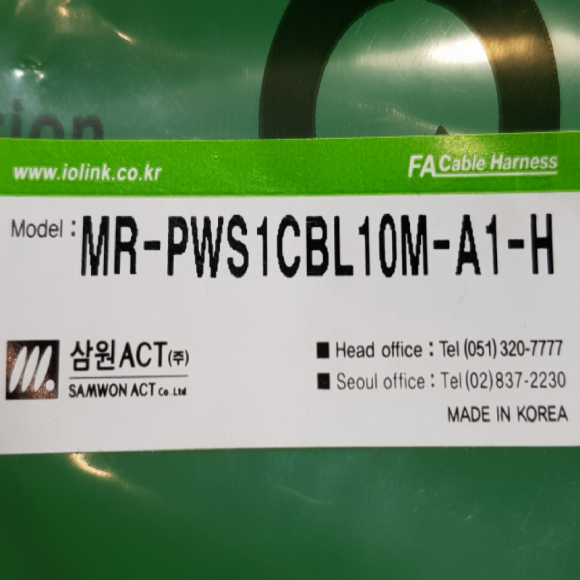 www.iolink.co.kr
FA Cable Harness
Model : MR-PWS1CBL10M-A1-H
삼원ACT(주)
SAMWON ACT Co.Ltd
■ Head office : Tel (051) 320-7777
■ Seoul office : Tel (02) 837-2230
MADE IN KOREA